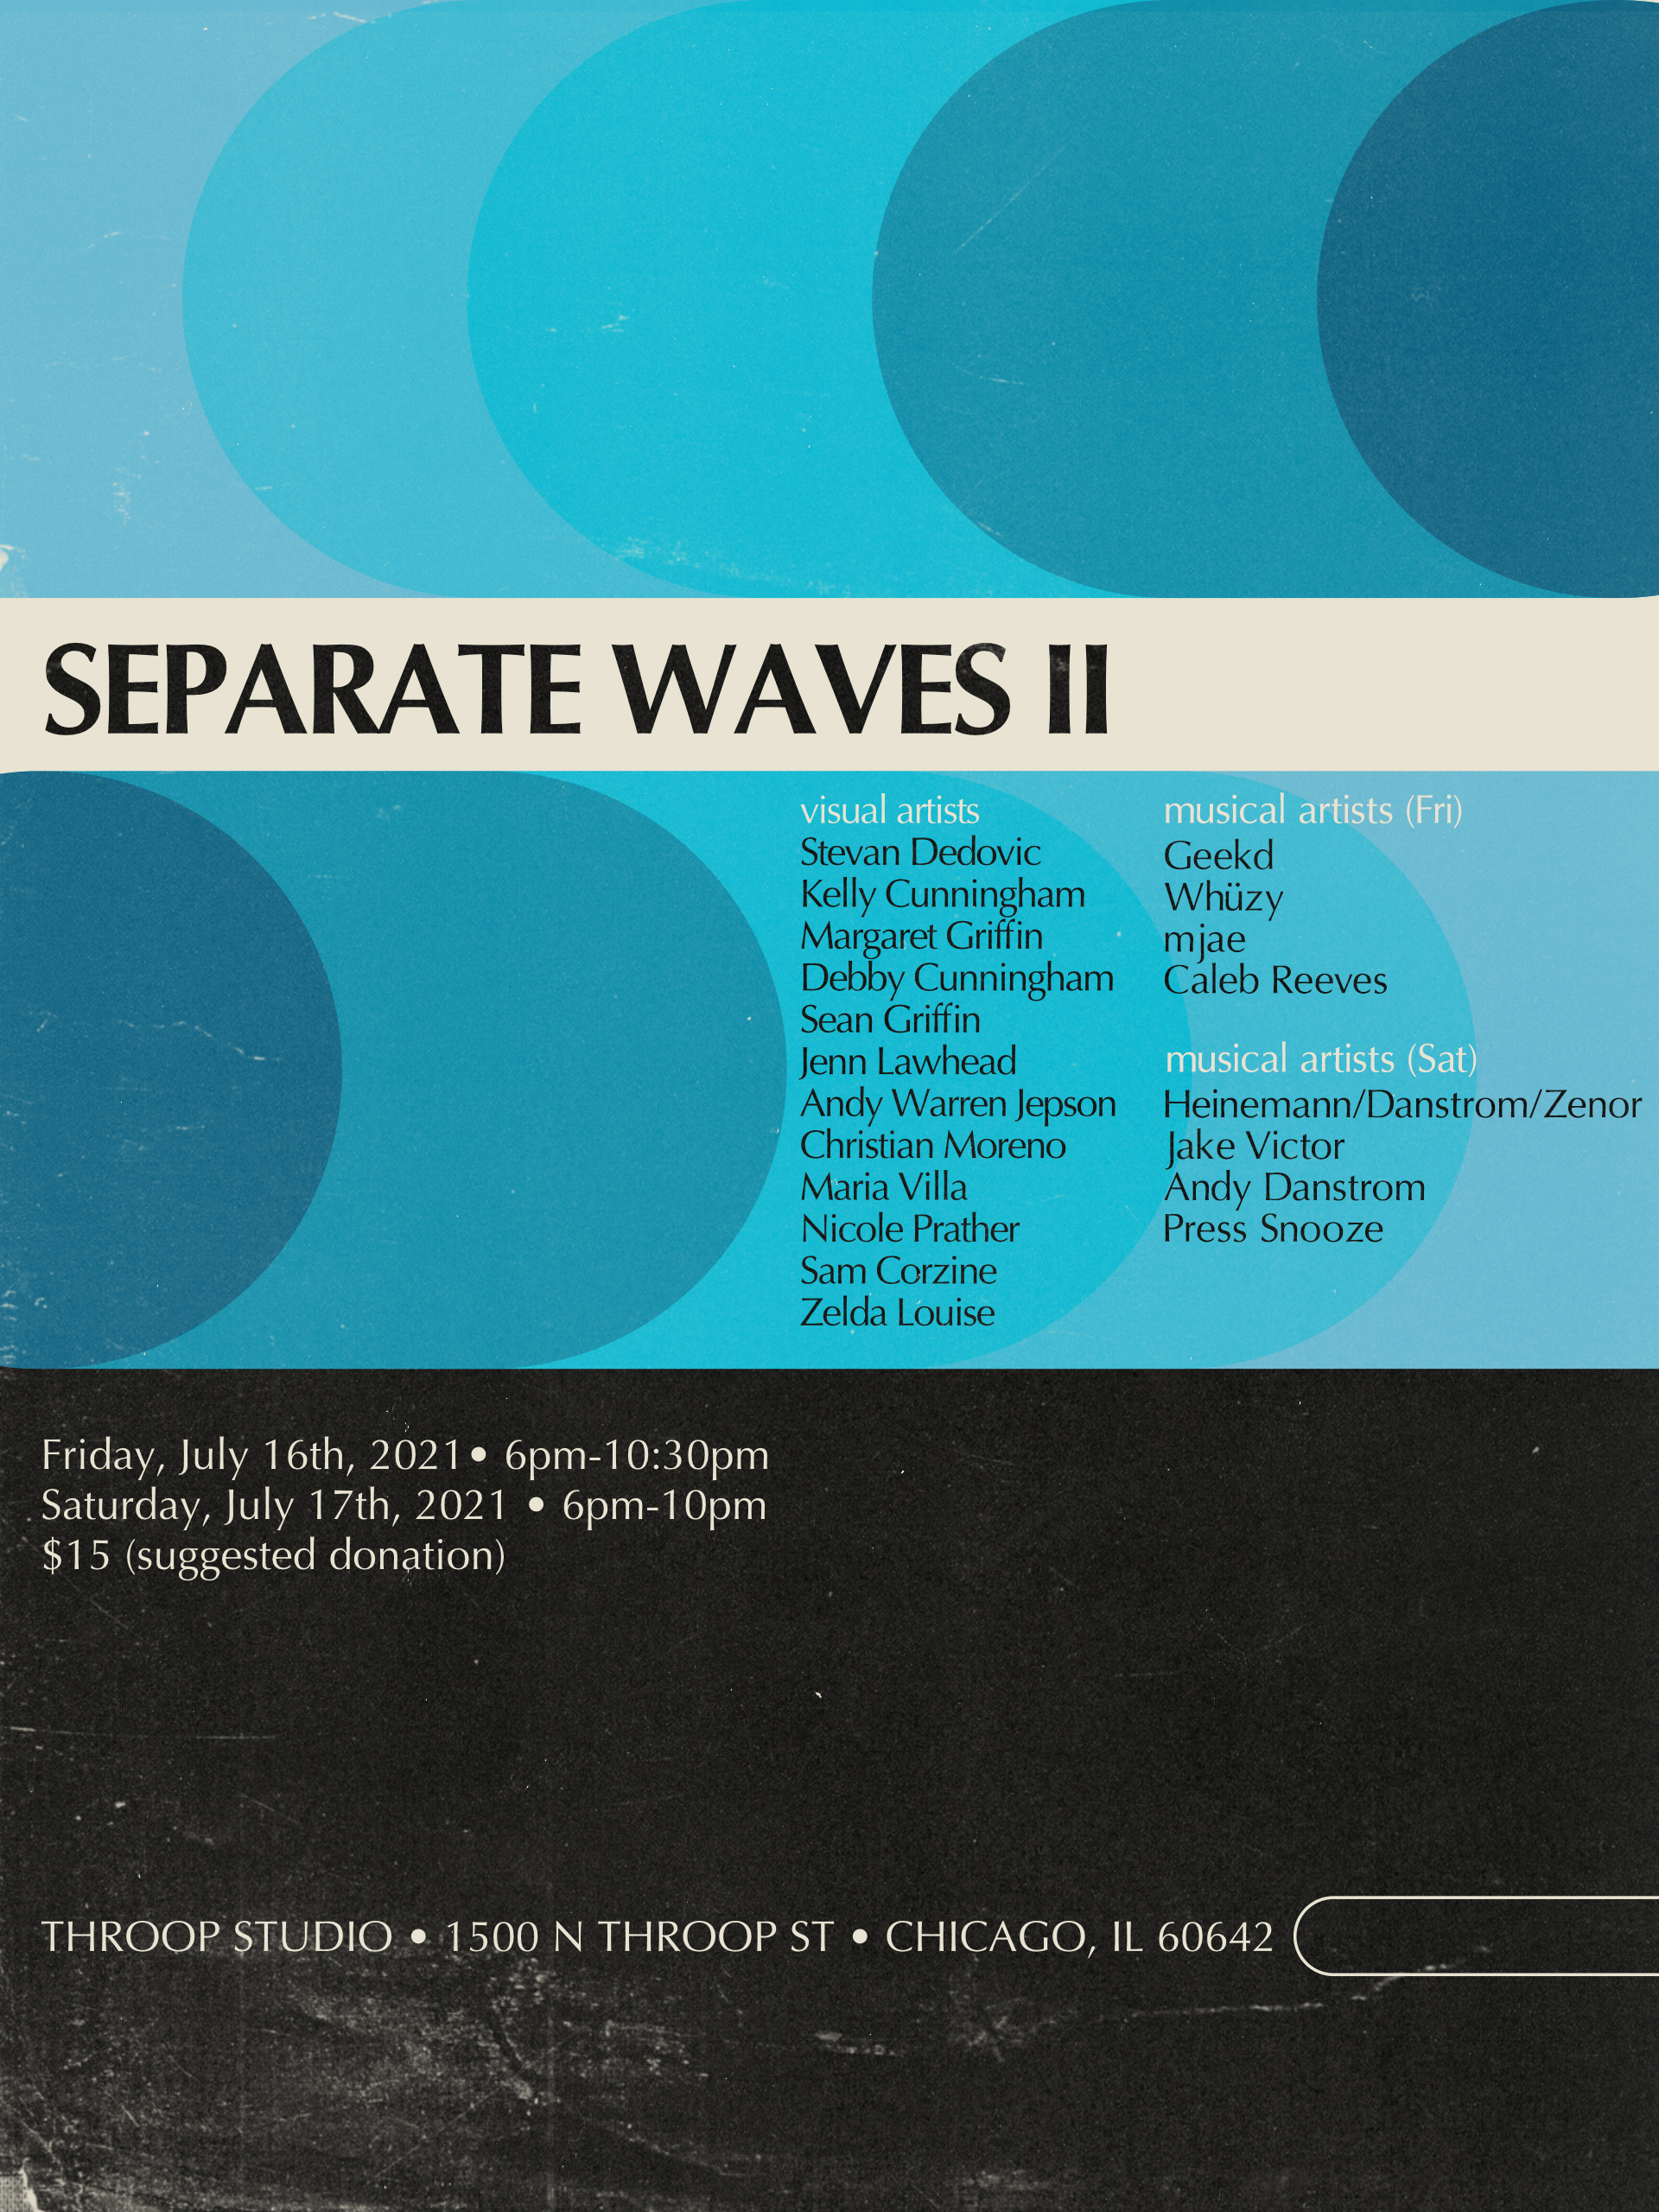 SEPARATE WAVES II
visual artists
Stevan Dedovic
Kelly Cunningham
Margaret Griffin
Debby Cunningham
Sean Griffin
Jenn Lawhead
Andy Warren Jepson
Christian Moreno
Maria Villa
Nicole Prather
Sam Corzine
Zelda Louise
musical artists (Fri)
Geekd
Whüzy
mjae
Caleb Reeves
musical artists (Sat)
Heinemann/Danstrom/Zenor
Jake Victor
Andy Danstrom
Press Snooze
Friday, July 16th, 2021• 6pm-10:30pm
Saturday, July 17th, 2021 • 6pm-10pm
$15 (suggested donation)
THROOP STUDIO • 1500 N THROOP ST • CHICAGO, IL 60642